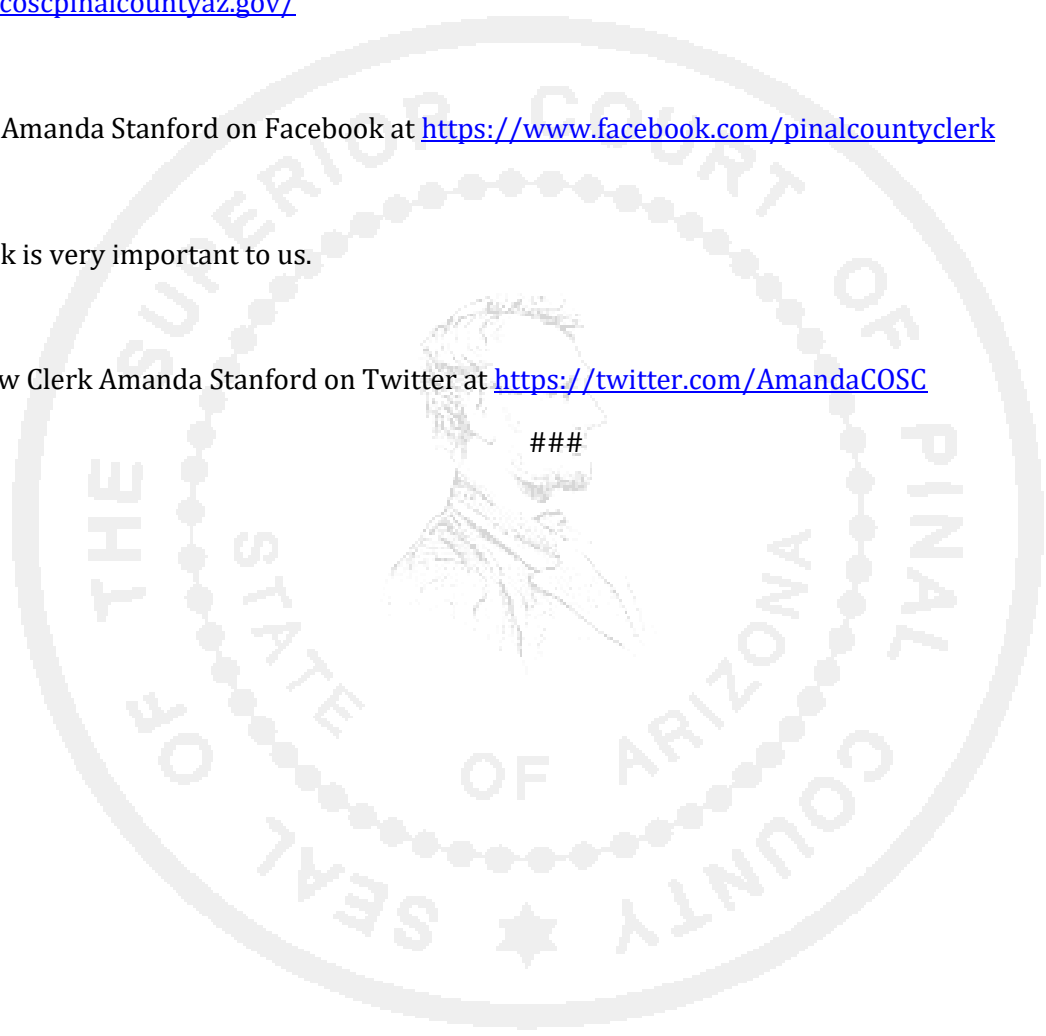 coscpinalcountyaz.gov/
Amanda Stanford on Facebook at https://www.facebook.com/pinalcountyclerk
k is very important to us.
w Clerk Amanda Stanford on Twitter at https://twitter.com/AmandaCOSC
###
SEAL OF THE SUPERIOR COURT OF PINAL COUNTY
STATE OF ARIZONA